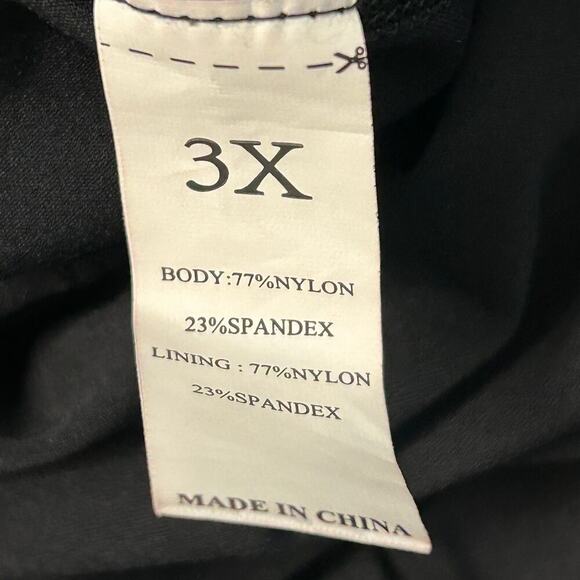 3X
BODY:77%NYLON
23%SPANDEX
LINING : 77%NYLON
23%SPANDEX
MADE IN CHINA